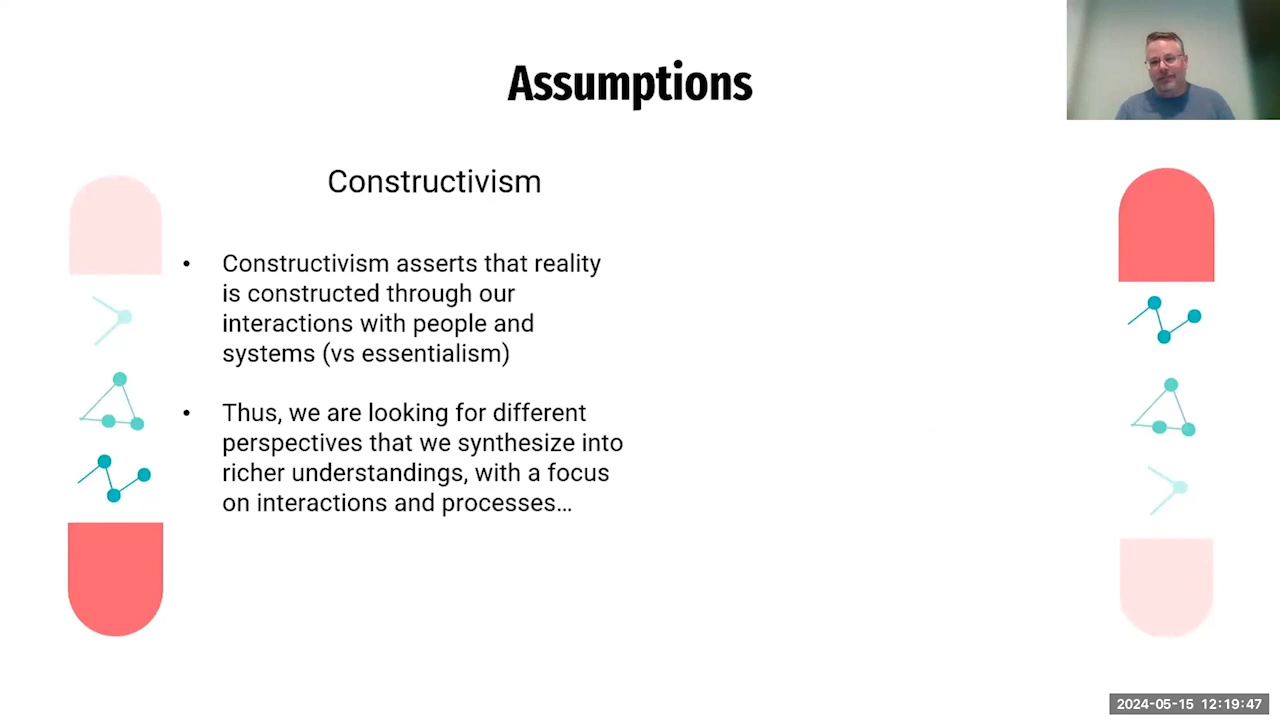 Assumptions
Constructivism
• Constructivism asserts that reality
is constructed through our
interactions with people and
systems (vs essentialism)
• Thus, we are looking for different
perspectives that we synthesize into
richer understandings, with a focus
on interactions and processes…
2024-05-15 12:19:47